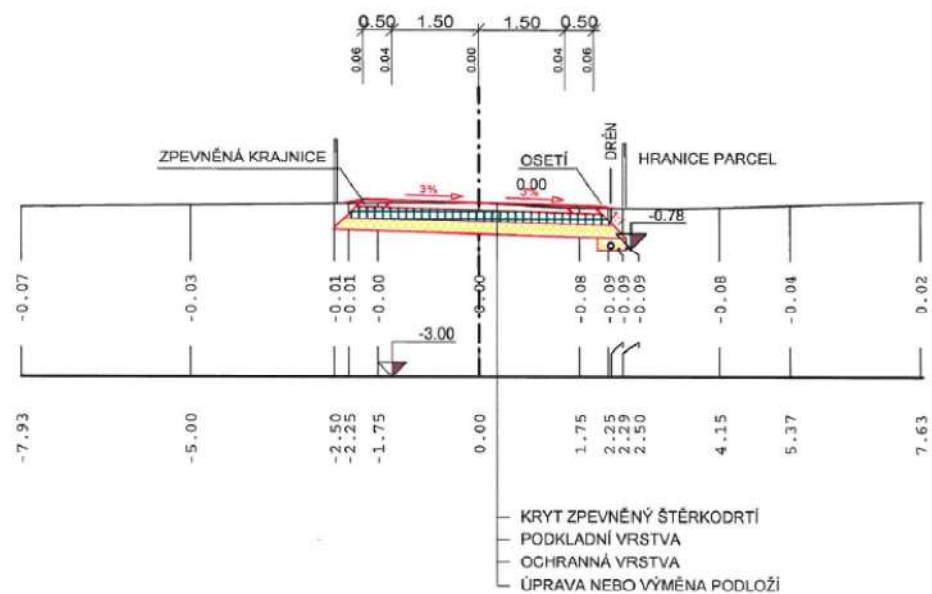 0.50 1.50 1.50 0.50
0.06 0.04 0.00 0.04 0.06
ZPEVNĚNÁ KRAJNICE
OSETÍ
DRÉN
HRANICE PARCEL
3%
0.00
3%
-0.78
-0.07 -0.03 -0.01 -0.01 -0.00 0.00 -0.08 -0.09 -0.09 -0.09 -0.08 -0.04 0.02
-3.00
-7.93 -5.00 -2.50 -2.25 -1.75 0.00 1.75 2.25 2.29 2.50 4.15 5.37 7.63
KRYT ZPEVNĚNÝ ŠTĚRKODRTÍ
PODKLADNÍ VRSTVA
OCHRANNÁ VRSTVA
ÚPRAVA NEBO VÝMĚNA PODLOŽÍ